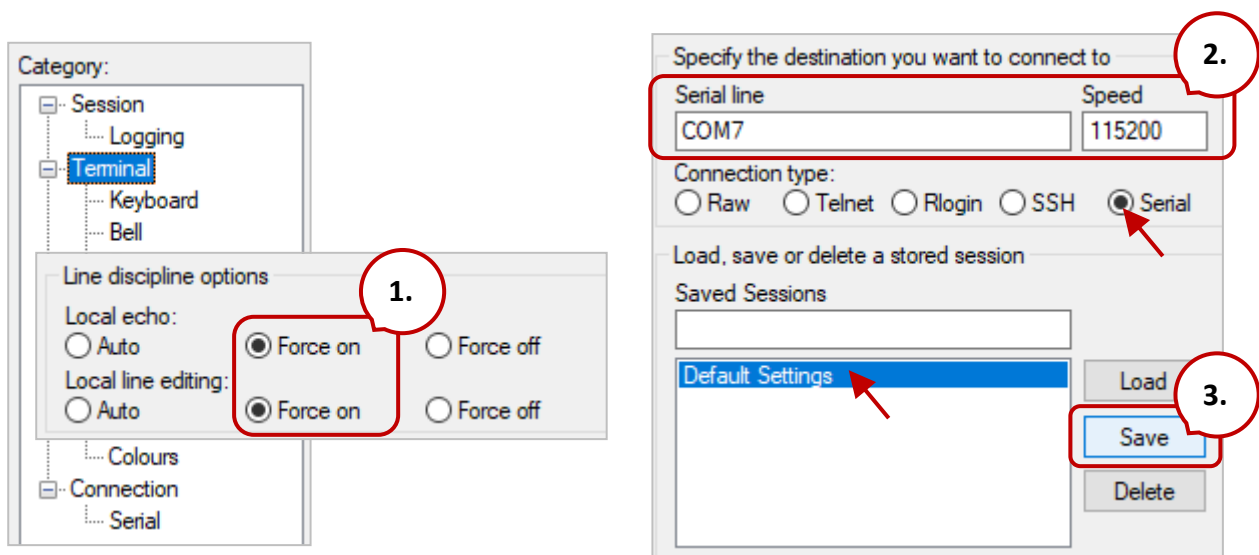 Category:
Session
Logging
Terminal
Keyboard
Bell
Line discipline options
1.
Local echo:
Auto Force on Force off
Local line editing:
Auto Force on Force off
Colours
Connection
Serial
Specify the destination you want to connect to
2.
Serial line Speed
COM7 115200
Connection type:
Raw Telnet Rlogin SSH Serial
Load, save or delete a stored session
Saved Sessions
Default Settings
Load
3.
Save
Delete